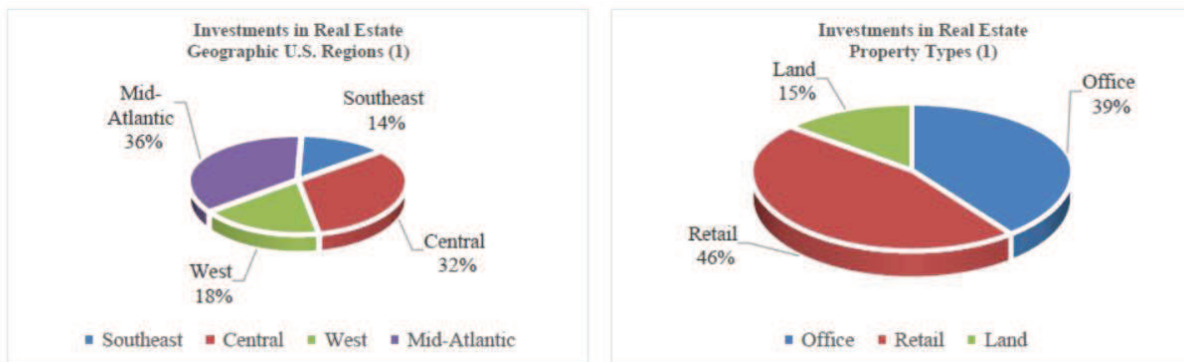 Investments in Real Estate
Geographic U.S. Regions (1)
Mid-
Atlantic
36%
Southeast
14%
Central
32%
West
18%
Southeast Central West Mid-Atlantic
Investments in Real Estate
Property Types (1)
Land
15%
Office
39%
Retail
46%
Office Retail Land